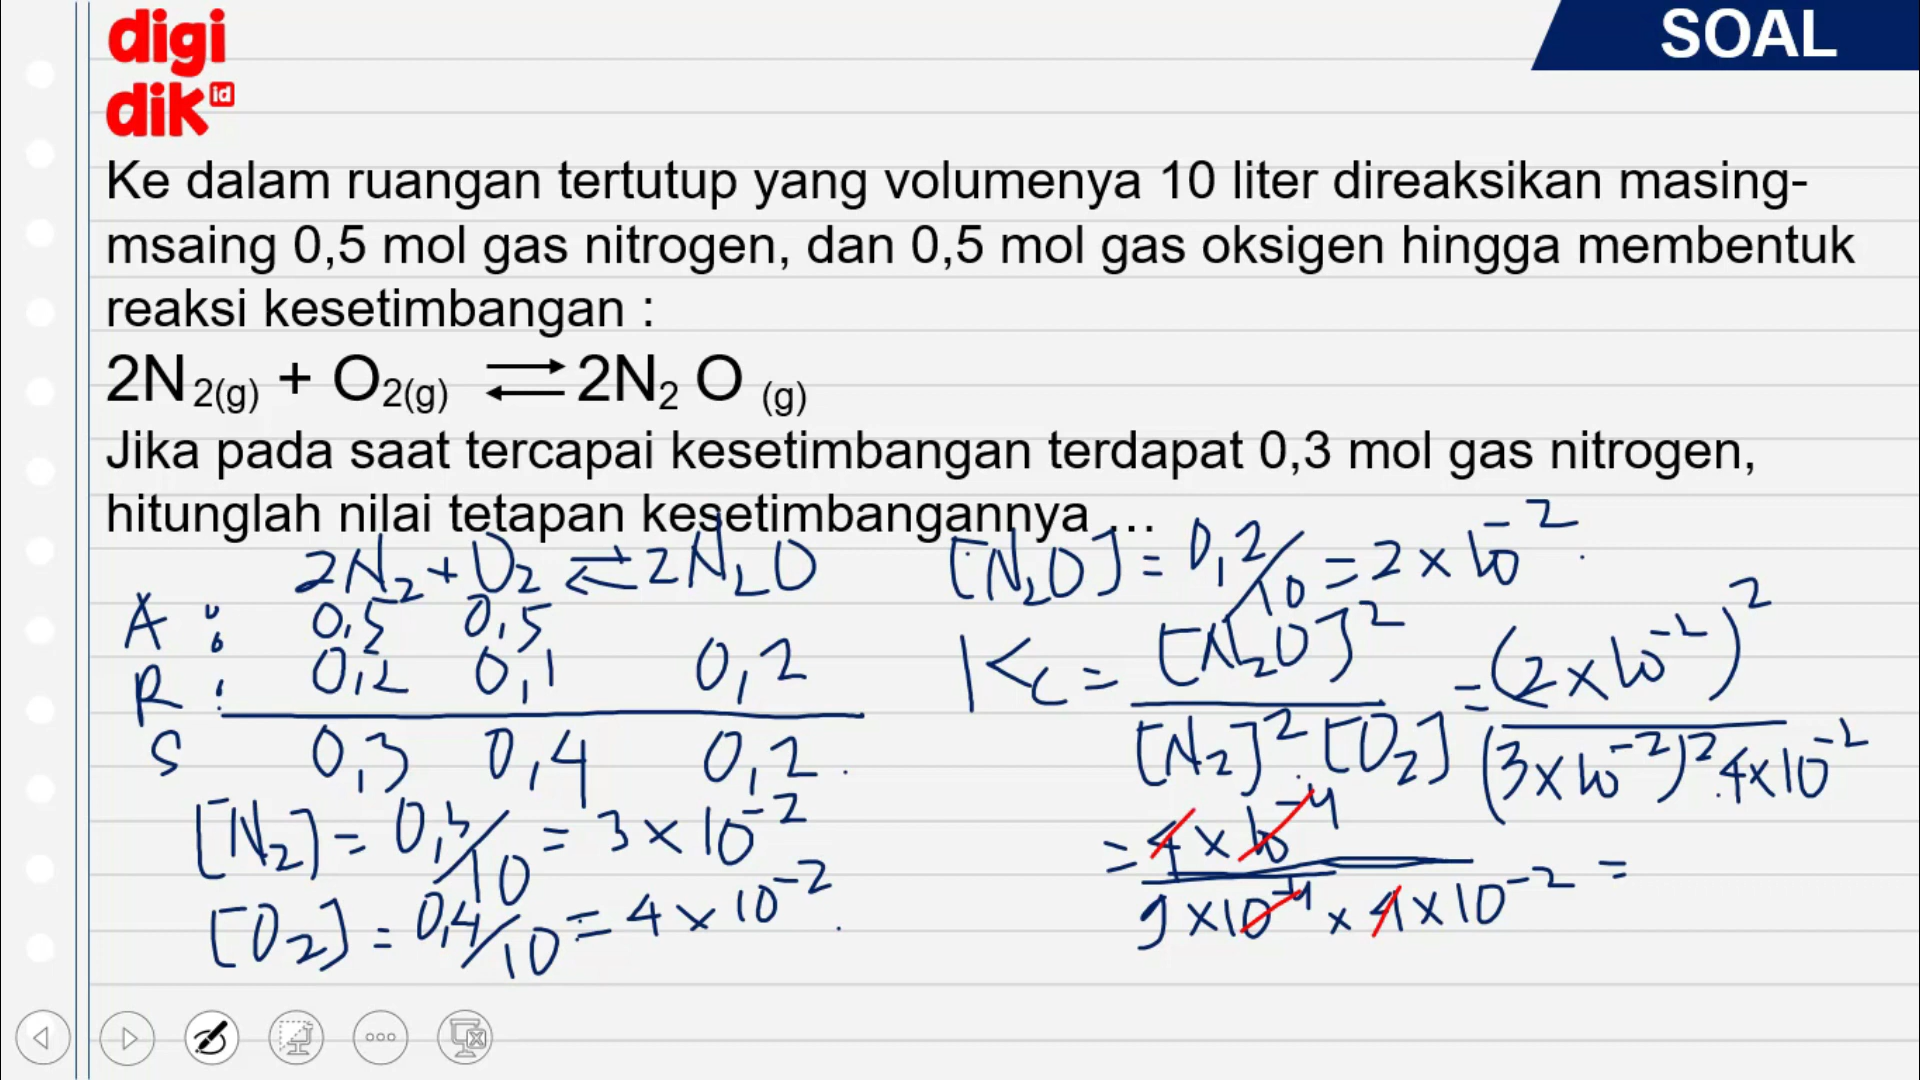 digi
dik id
SOAL
Ke dalam ruangan tertutup yang volumenya 10 liter direaksikan masing-
msaing 0,5 mol gas nitrogen, dan 0,5 mol gas oksigen hingga membentuk
reaksi kesetimbangan :
2N₂(g) + O₂(g) ⇌ 2N₂ O (g)
Jika pada saat tercapai kesetimbangan terdapat 0,3 mol gas nitrogen,
hitunglah nilai tetapan kesetimbangannya ...
2N₂ + O₂ ⇌ 2N₂O
A : 0,5 0,5
R : 0,2 0,1 0,2
S 0,3 0,4 0,2.
[N₂] = 0,3/10 = 3 × 10⁻²
[O₂] = 0,4/10 = 4 × 10⁻².
[N₂O] = 0,2/10 = 2 × 10⁻².
Kc = [N₂O]² / [N₂]².[O₂] = (2 × 10⁻²)² / (3 × 10⁻²)².4 × 10⁻²
= 4 × 10⁻⁴ / 9 × 10⁻⁴ × 4 × 10⁻² =